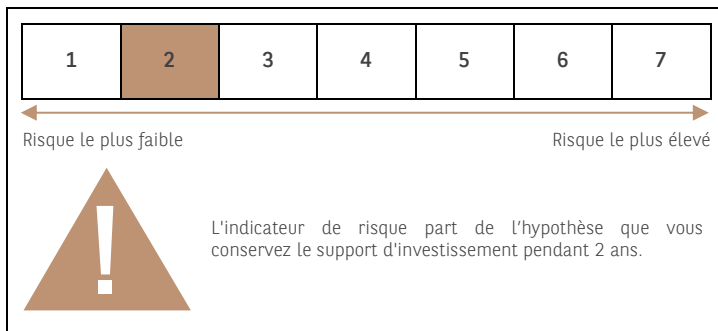 1 2 3 4 5 6 7
Risque le plus faible Risque le plus élevé
!
L'indicateur de risque part de l'hypothèse que vous
conservez le support d'investissement pendant 2 ans.